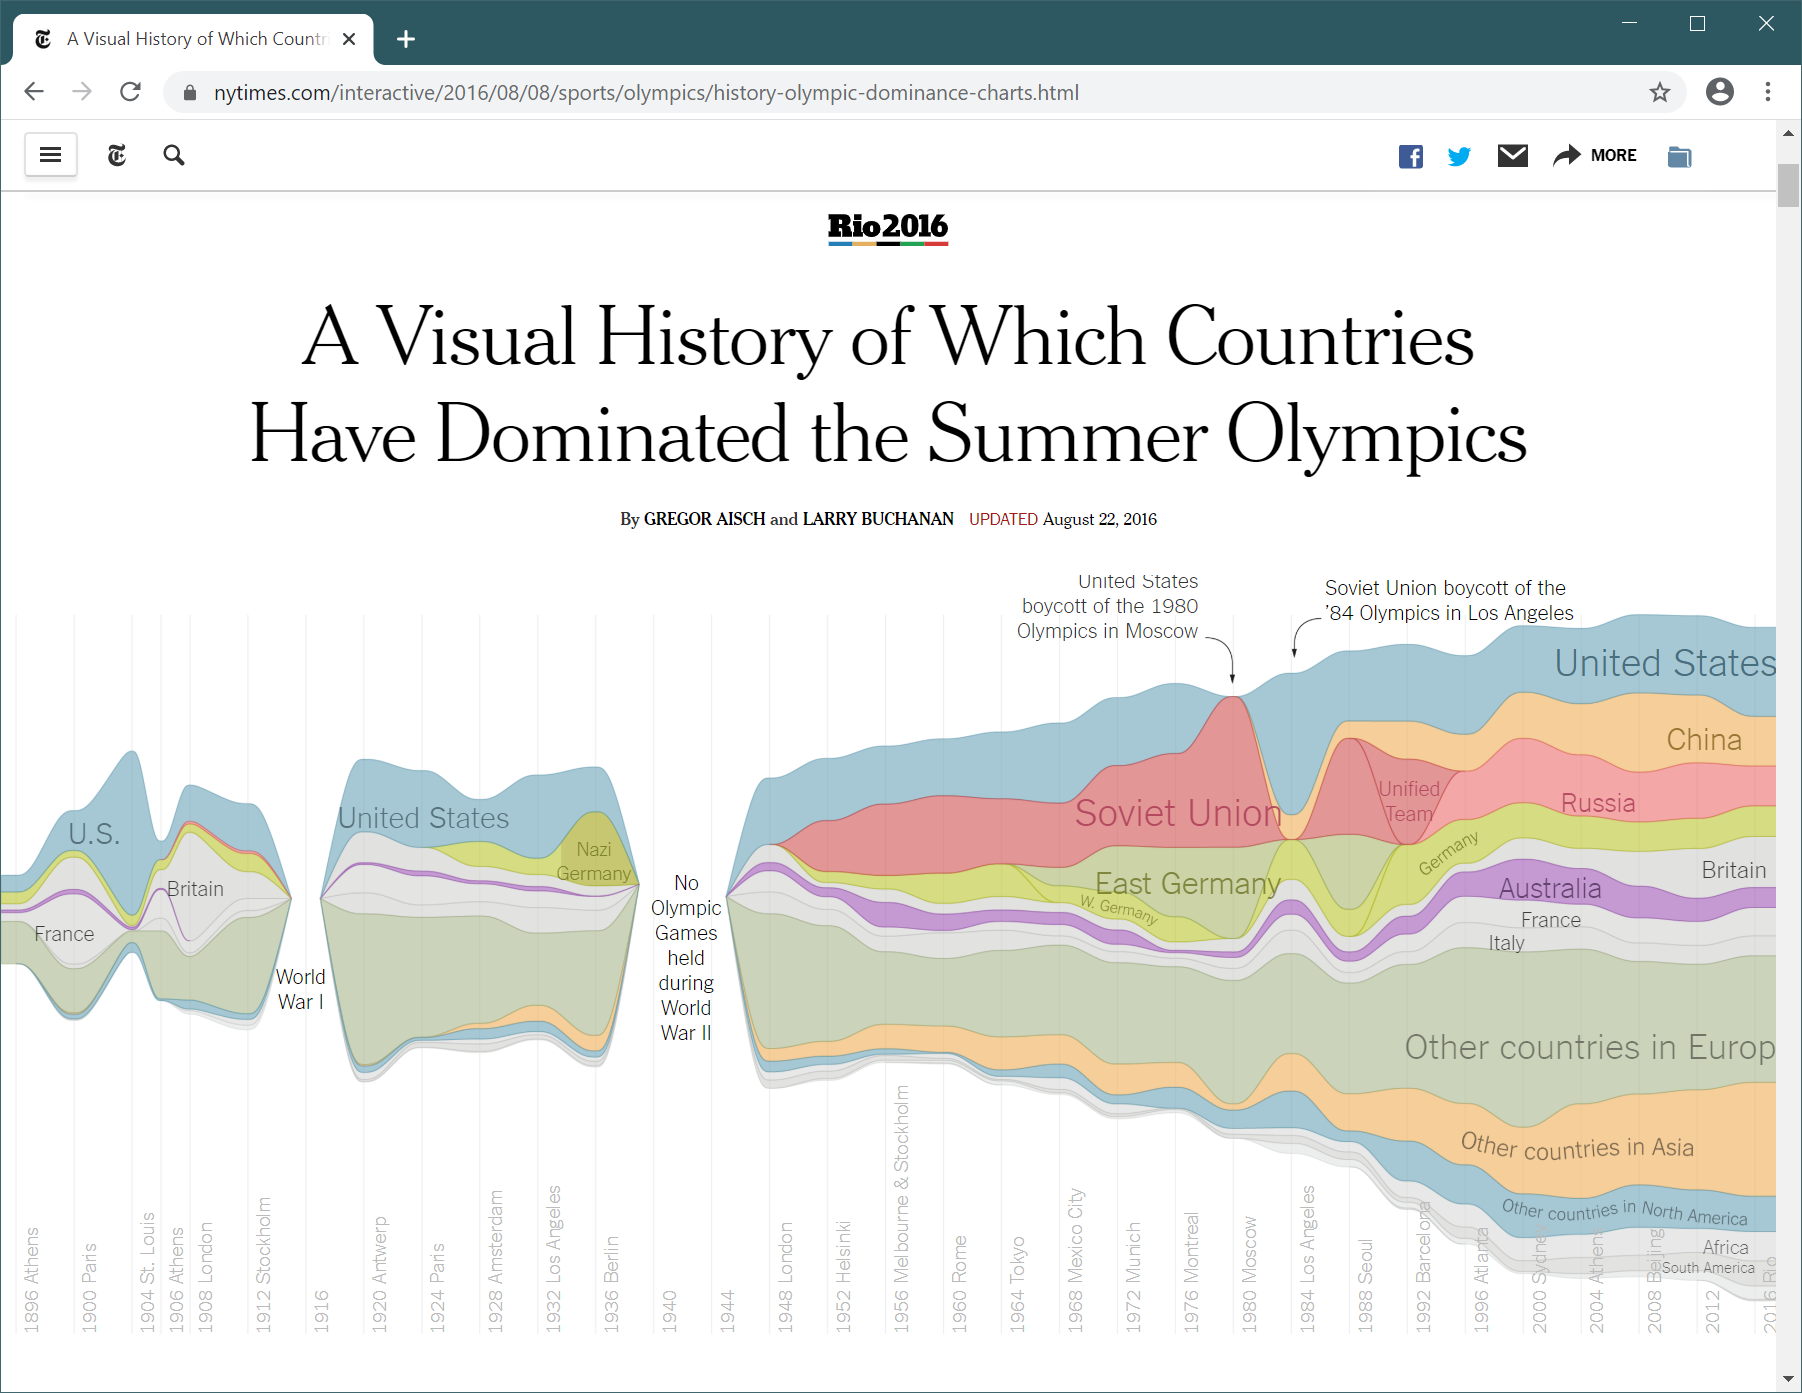 A Visual History of Which Countri
nytimes.com/interactive/2016/08/08/sports/olympics/history-olympic-dominance-charts.html
MORE
Rio2016
A Visual History of Which Countries
Have Dominated the Summer Olympics
By GREGOR AISCH and LARRY BUCHANAN UPDATED August 22, 2016
United States
boycott of the 1980
Olympics in Moscow
Soviet Union boycott of the
’84 Olympics in Los Angeles
U.S.
Britain
France
World
War I
United States
Nazi
Germany
No
Olympic
Games
held
during
World
War II
Soviet Union
East Germany
W. Germany
Unified
Team
Germany
United States
China
Russia
Britain
Australia
France
Italy
Other countries in Europ
Other countries in Asia
Other countries in North America
Africa
South America
1896 Athens
1900 Paris
1904 St. Louis
1906 Athens
1908 London
1912 Stockholm
1916
1920 Antwerp
1924 Paris
1928 Amsterdam
1932 Los Angeles
1936 Berlin
1940
1944
1948 London
1952 Helsinki
1956 Melbourne & Stockholm
1960 Rome
1964 Tokyo
1968 Mexico City
1972 Munich
1976 Montreal
1980 Moscow
1984 Los Angeles
1988 Seoul
1992 Barcelona
1996 Atlanta
2000 Sydney
2004 Athens
2008 Beijing
2012
2016 Rio